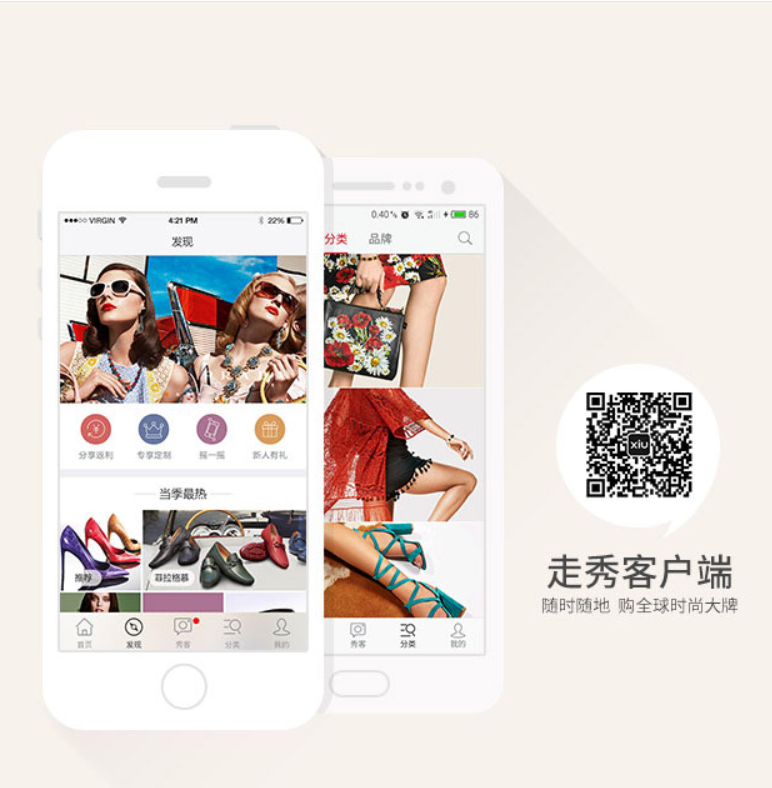 VIRGIN
4:21 PM
22%
发现
分享返利
专享定制
摇一摇
新人有礼
当季最热
推荐
菲拉格慕
首页
发现
秀客
分类
我的
0.40%
86
分类
品牌
秀客
分类
我的
xiu
走秀客户端
随时随地 购全球时尚大牌